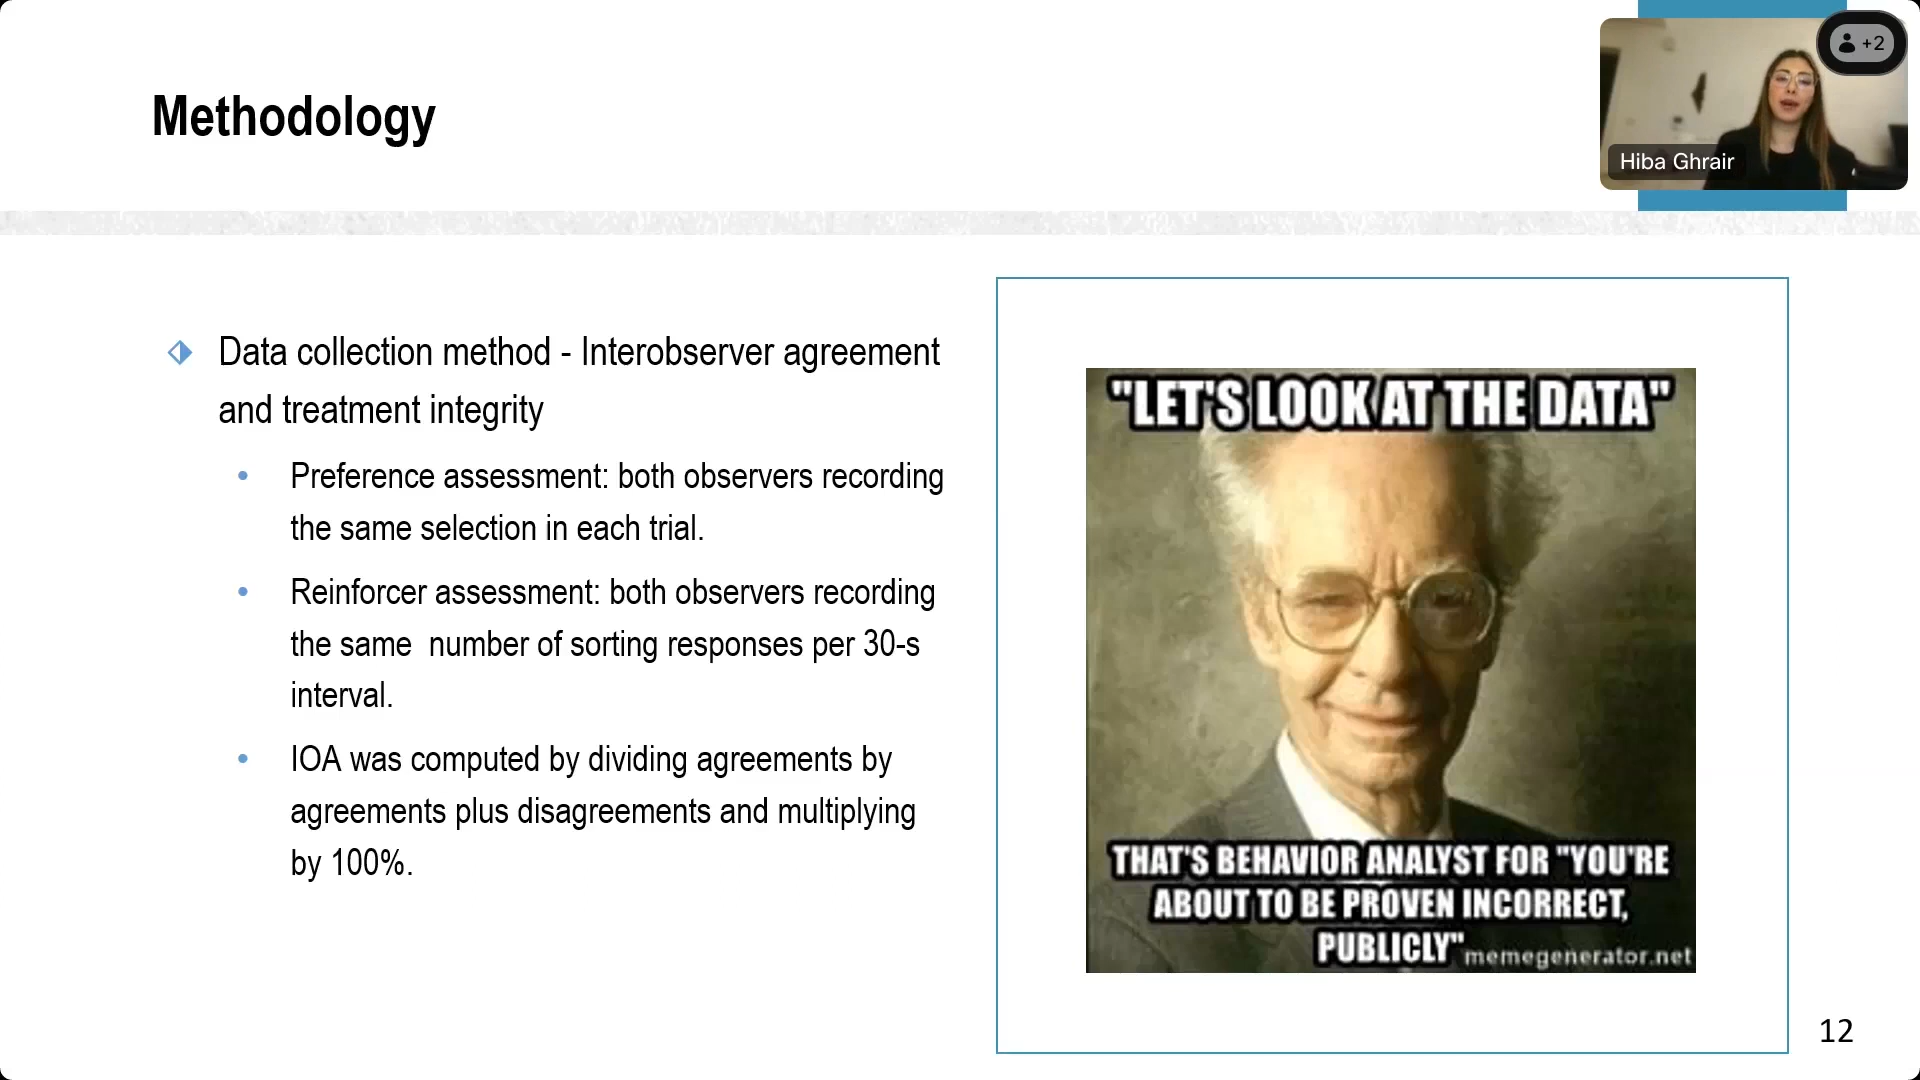 Methodology
+2
Hiba Ghrair
Data collection method - Interobserver agreement
and treatment integrity
• Preference assessment: both observers recording
the same selection in each trial.
• Reinforcer assessment: both observers recording
the same  number of sorting responses per 30-s
interval.
• IOA was computed by dividing agreements by
agreements plus disagreements and multiplying
by 100%.
"LET'S LOOK AT THE DATA"
THAT'S BEHAVIOR ANALYST FOR "YOU'RE
ABOUT TO BE PROVEN INCORRECT,
PUBLICLY"
memegenerator.net
12